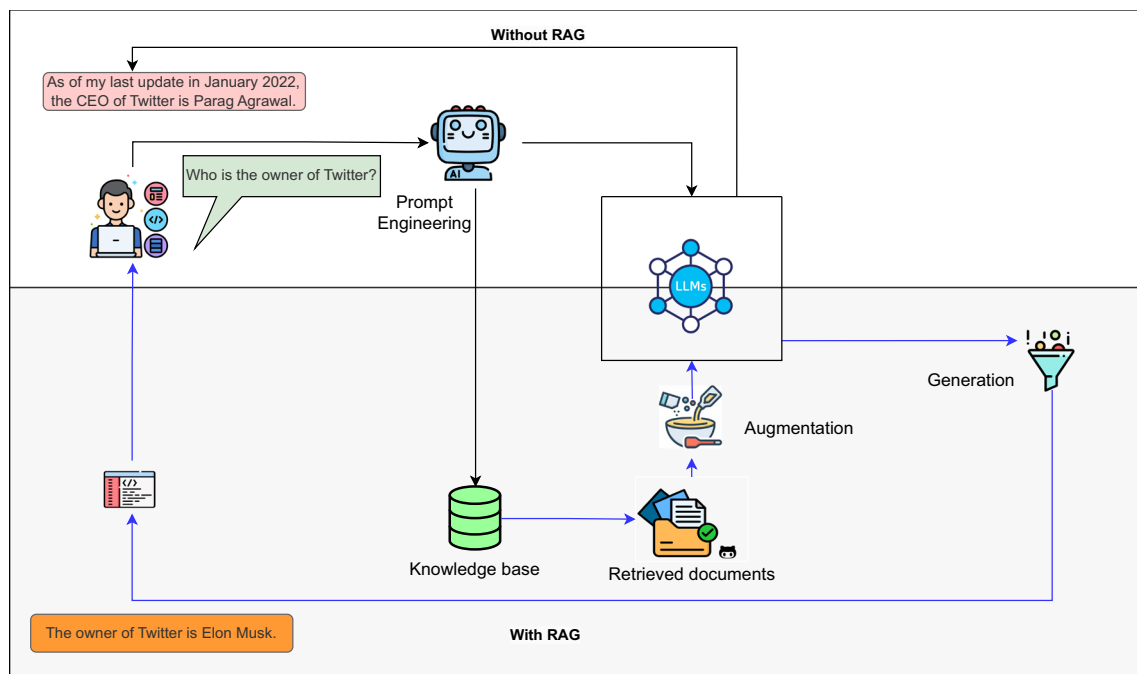 Without RAG
As of my last update in January 2022,
the CEO of Twitter is Parag Agrawal.
Who is the owner of Twitter?
AI
Prompt
Engineering
</>
LLMs
Generation
Augmentation
</>
Knowledge base
Retrieved documents
The owner of Twitter is Elon Musk.
With RAG